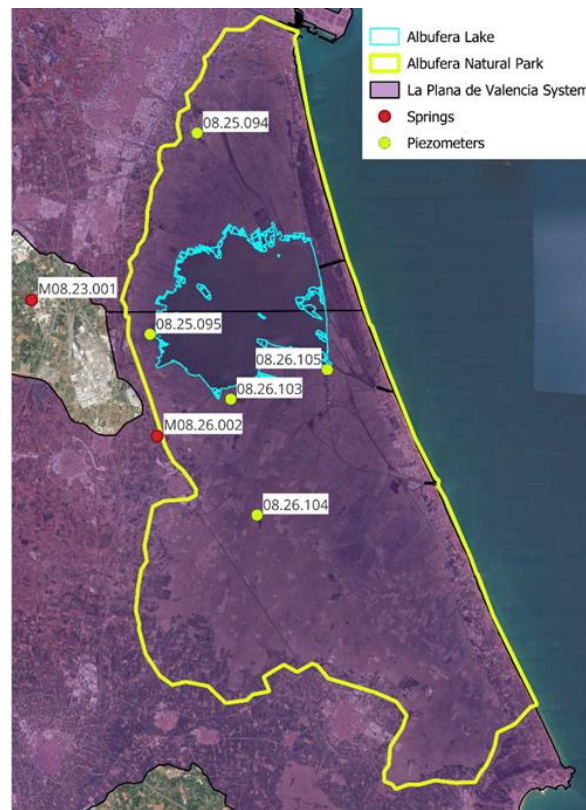 Albufera Lake
Albufera Natural Park
La Plana de Valencia System
Springs
Piezometers
08.25.094
M08.23.001
08.25.095
08.26.105
08.26.103
M08.26.002
08.26.104